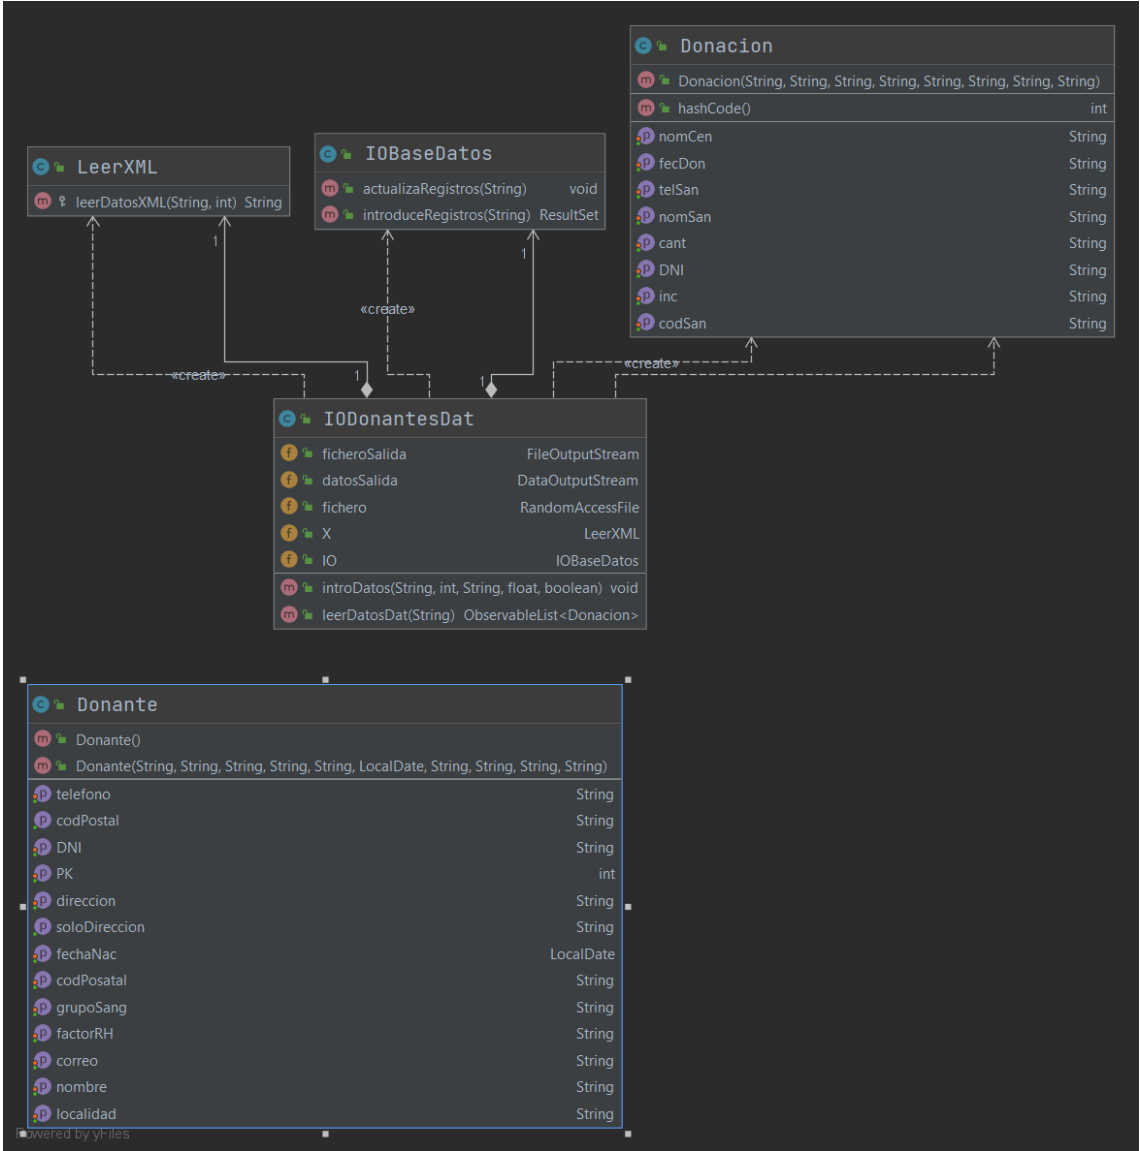 Donacion
Donacion(String, String, String, String, String, String, String, String)
hashCode() int
nomCen String
fecDon String
telSan String
nomSan String
cant String
DNI String
inc String
codSan String
LeerXML
leerDatosXML(String, int) String
IOBaseDatos
actualizaRegistros(String) void
introduceRegistros(String) ResultSet
1
1
«create»
«create»
«create»
1
1
IODonantesDat
ficheroSalida FileOutputStream
datosSalida DataOutputStream
fichero RandomAccessFile
X LeerXML
IO IOBaseDatos
introDatos(String, int, String, float, boolean) void
leerDatosDat(String) ObservableList<Donacion>
Donante
Donante()
Donante(String, String, String, String, String, LocalDate, String, String, String, String)
telefono String
codPostal String
DNI String
PK int
direccion String
soloDireccion String
fechaNac LocalDate
codPosatal String
grupoSang String
factorRH String
correo String
nombre String
localidad String
Powered by yFiles